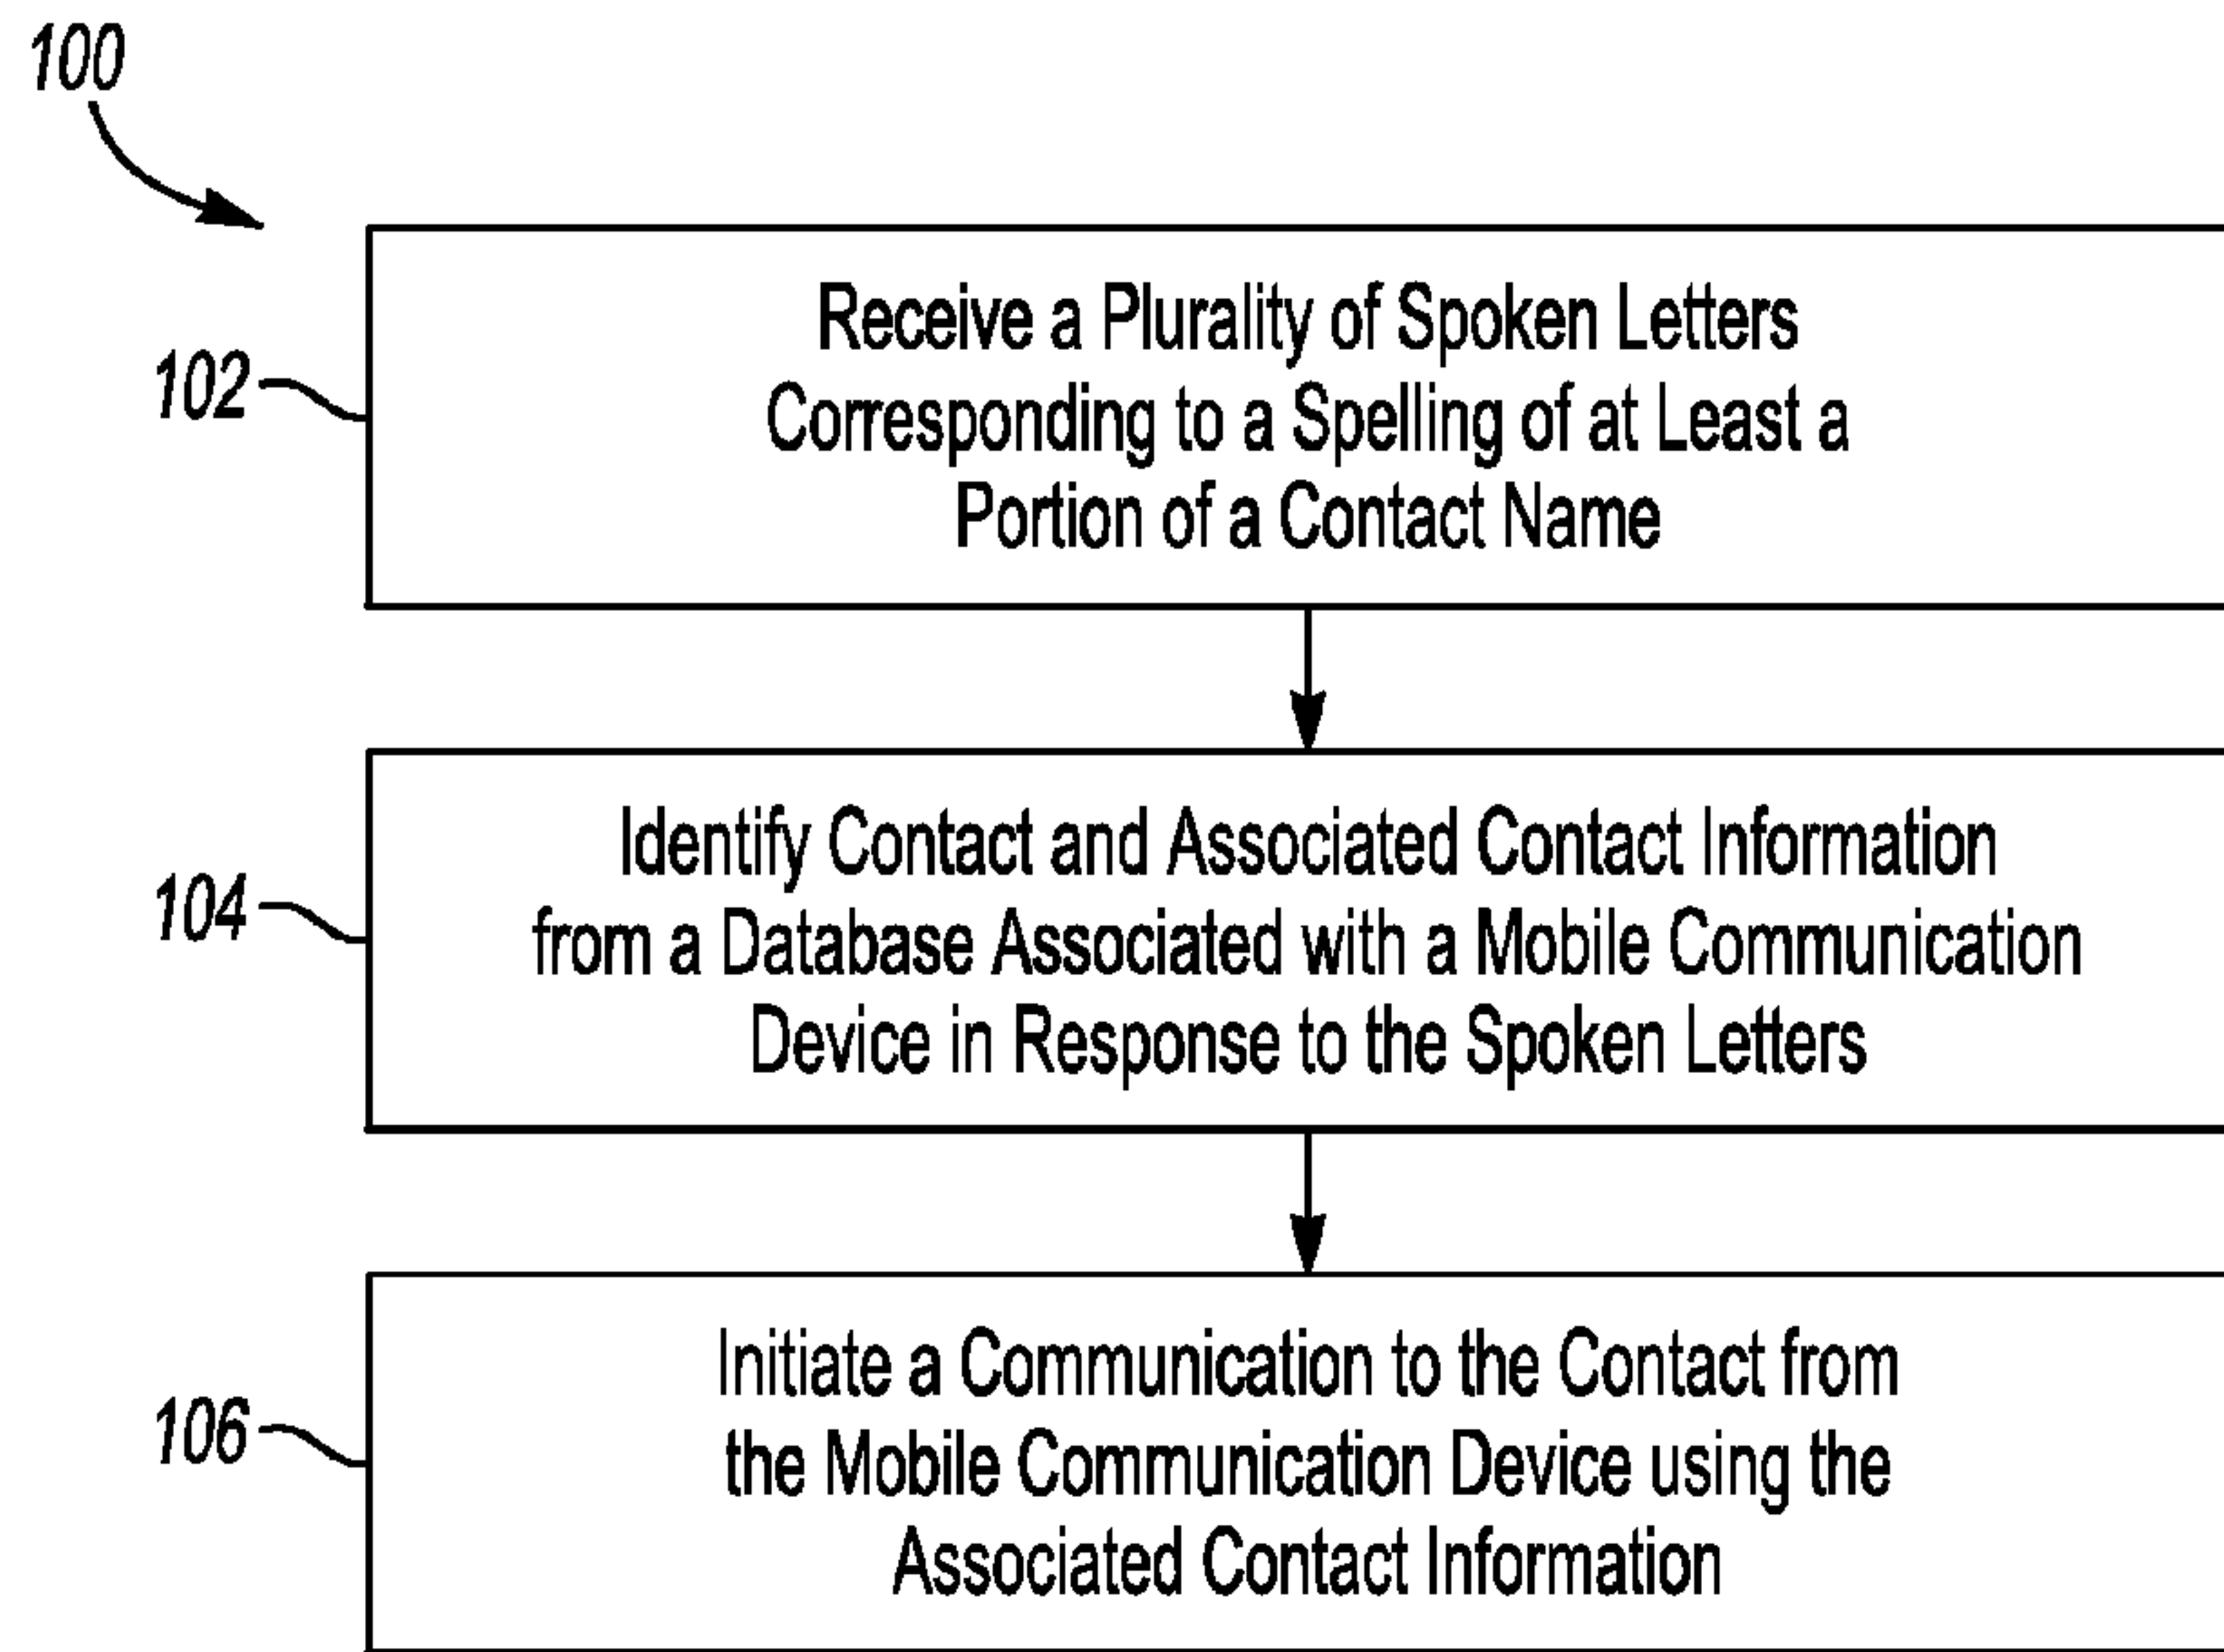 100
102
Receive a Plurality of Spoken Letters
Corresponding to a Spelling of at Least a
Portion of a Contact Name
104
Identify Contact and Associated Contact Information
from a Database Associated with a Mobile Communication
Device in Response to the Spoken Letters
106
Initiate a Communication to the Contact from
the Mobile Communication Device using the
Associated Contact Information